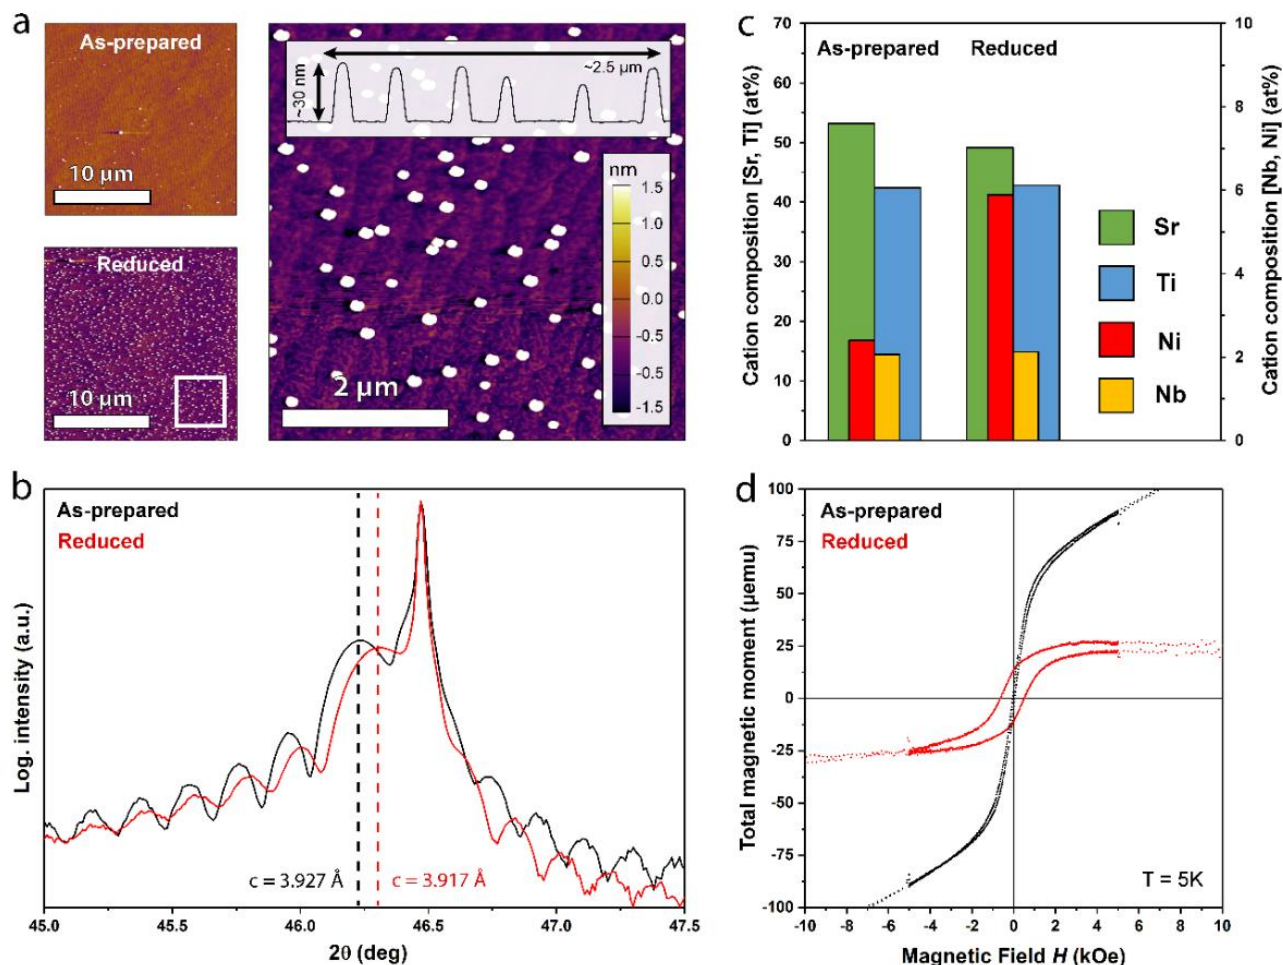 a
As-prepared
10 µm
Reduced
10 µm
~30 nm
~2.5 µm
nm
1.5
1.0
0.5
0.0
-0.5
-1.0
-1.5
2 µm
b
As-prepared
Reduced
Log. intensity (a.u.)
c = 3.927 Å
c = 3.917 Å
45.0 45.5 46.0 46.5 47.0 47.5
2θ (deg)
c
As-prepared Reduced
Cation composition [Sr, Ti] (at%)
70
60
50
40
30
20
10
0
Cation composition [Nb, Ni] (at%)
10
8
6
4
2
0
Sr
Ti
Ni
Nb
d
As-prepared
Reduced
Total magnetic moment (µemu)
100
75
50
25
0
-25
-50
-75
-100
T = 5K
-10 -8 -6 -4 -2 0 2 4 6 8 10
Magnetic Field H (kOe)